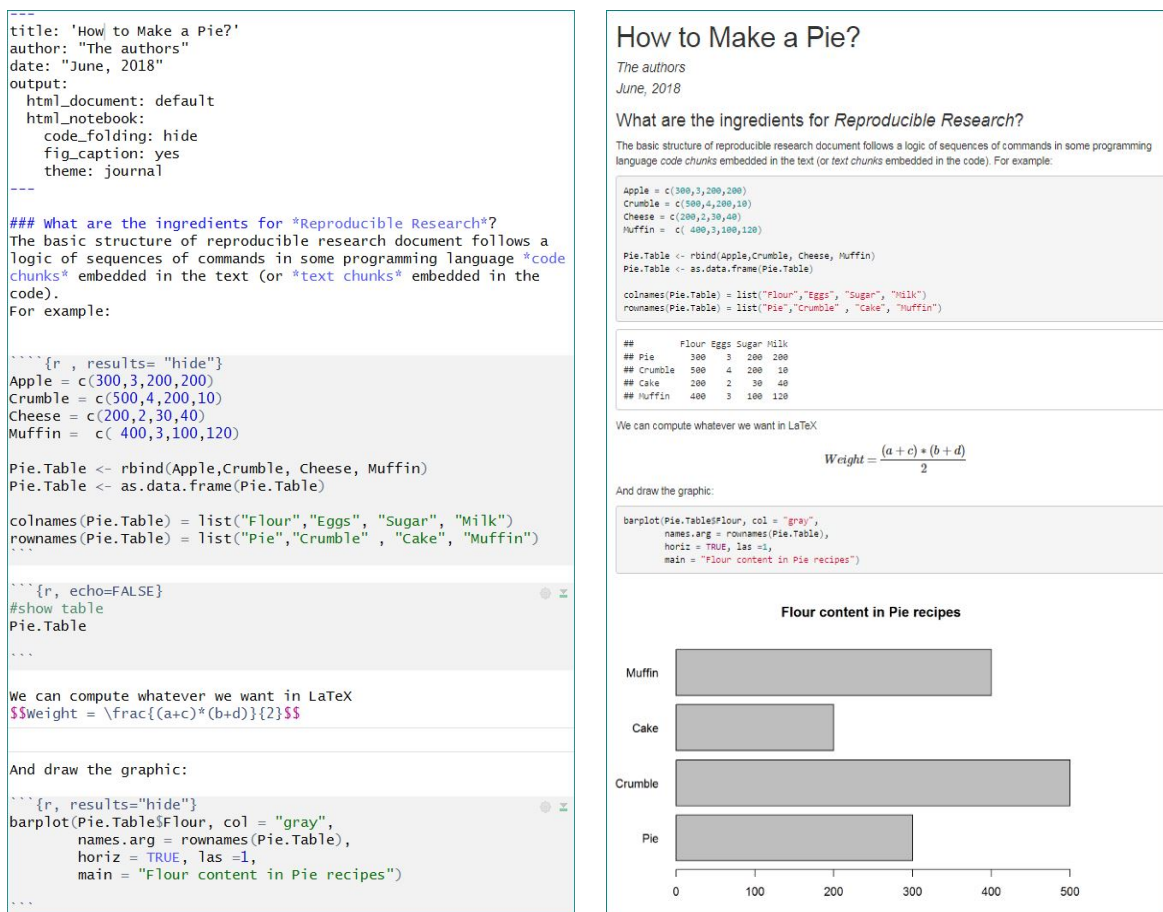 ---
title: 'How to Make a Pie?'
author: "The authors"
date: "June, 2018"
output:
  html_document: default
  html_notebook:
    code_folding: hide
    fig_caption: yes
    theme: journal
---
### What are the ingredients for *Reproducible Research*?
The basic structure of reproducible research document follows a
logic of sequences of commands in some programming language *code
chunks* embedded in the text (or *text chunks* embedded in the
code).
For example:
````{r , results= "hide"}
Apple = c(300,3,200,200)
Crumble = c(500,4,200,10)
Cheese = c(200,2,30,40)
Muffin =  c( 400,3,100,120)
Pie.Table <- rbind(Apple,Crumble, Cheese, Muffin)
Pie.Table <- as.data.frame(Pie.Table)
colnames(Pie.Table) = list("Flour","Eggs", "Sugar", "Milk")
rownames(Pie.Table) = list("Pie","Crumble" , "Cake", "Muffin")
```
```{r, echo=FALSE}
#show table
Pie.Table
```
We can compute whatever we want in LaTeX
$$Weight = \frac{(a+c)*(b+d)}{2}$$
And draw the graphic:
```{r, results="hide"}
barplot(Pie.Table$Flour, col = "gray",
        names.arg = rownames(Pie.Table),
        horiz = TRUE, las =1,
        main = "Flour content in Pie recipes")
```
How to Make a Pie?
The authors
June, 2018
What are the ingredients for Reproducible Research?
The basic structure of reproducible research document follows a logic of sequences of commands in some programming
language code chunks embedded in the text (or text chunks embedded in the code). For example:
Apple = c(300,3,200,200)
Crumble = c(500,4,200,10)
Cheese = c(200,2,30,40)
Muffin =  c( 400,3,100,120)
Pie.Table <- rbind(Apple,Crumble, Cheese, Muffin)
Pie.Table <- as.data.frame(Pie.Table)
colnames(Pie.Table) = list("Flour","Eggs", "Sugar", "Milk")
rownames(Pie.Table) = list("Pie","Crumble" , "Cake", "Muffin")
##         Flour Eggs Sugar Milk
## Pie       300    3   200  200
## Crumble   500    4   200   10
## Cake      200    2    30   40
## Muffin    400    3   100  120
We can compute whatever we want in LaTeX
Weight = (a + c) * (b + d)
2
And draw the graphic:
barplot(Pie.Table$Flour, col = "gray",
        names.arg = rownames(Pie.Table),
        horiz = TRUE, las =1,
        main = "Flour content in Pie recipes")
Flour content in Pie recipes
Muffin
Cake
Crumble
Pie
0 100 200 300 400 500